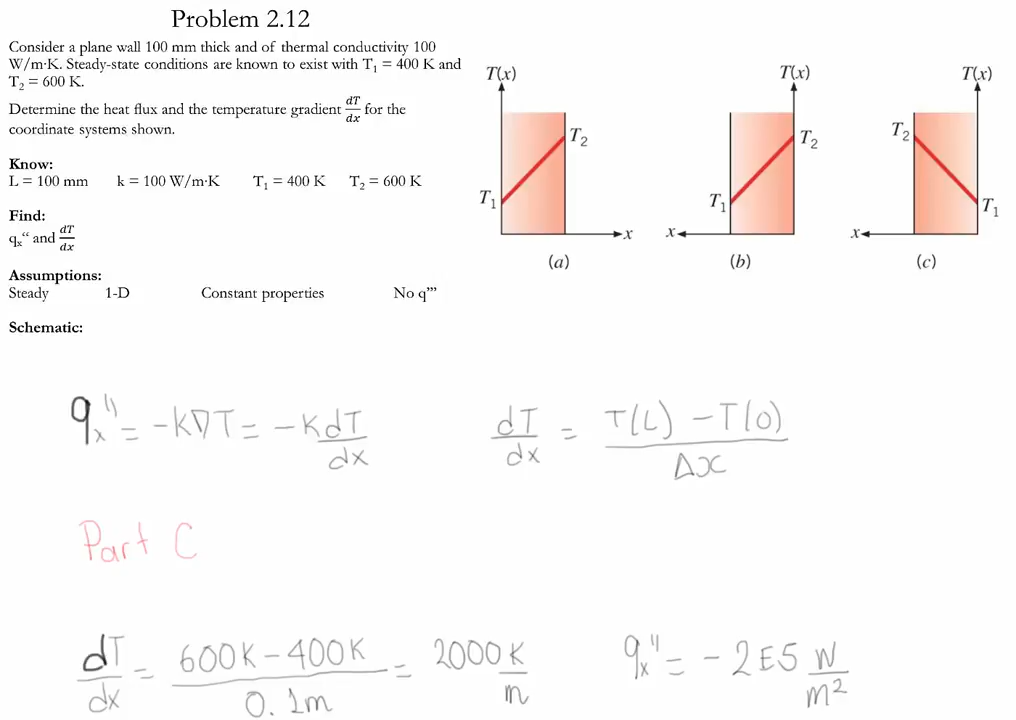 Problem 2.12
Consider a plane wall 100 mm thick and of thermal conductivity 100
W/m·K. Steady-state conditions are known to exist with T₁ = 400 K and
T₂ = 600 K.
Determine the heat flux and the temperature gradient dT/dx for the
coordinate systems shown.
Know:
L = 100 mm k = 100 W/m·K T₁ = 400 K T₂ = 600 K
Find:
qₓ“ and dT/dx
Assumptions:
Steady 1-D Constant properties No q”’
Schematic:
T(x)
T₂
T₁
x
(a)
T(x)
T₂
T₁
x
(b)
T(x)
T₂
T₁
x
(c)
qₓ" = -k∇T = -k dT/dx
dT/dx = T(L) - T(0) / Δx
Part C
dT/dx = 600K - 400K / 0.1m = 2000 K/m
qₓ" = -2E5 W/m²